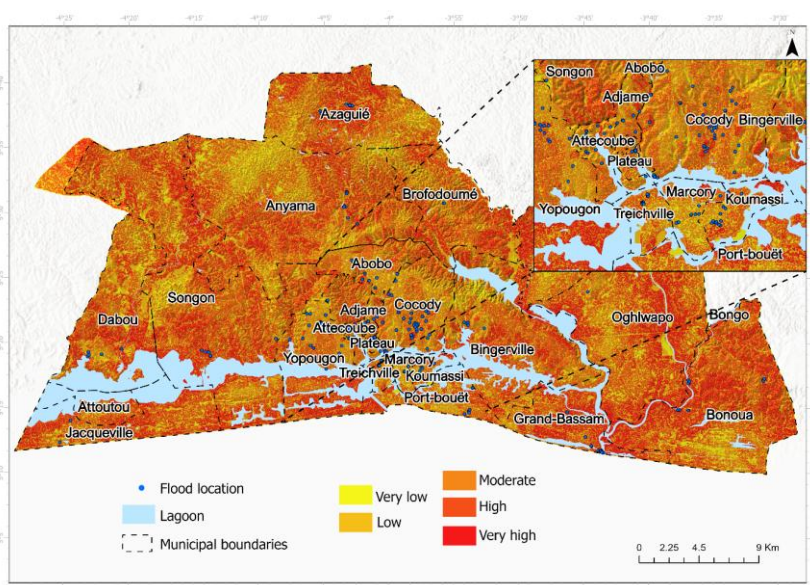 -4°25' -4°20' -4°15' -4°10' -4°5' -4° -3°55' -3°50' -3°45' -3°40' -3°35' -3°30'
Songon Abobo
Adjame
Cocody Bingerville
Attecoube
Plateau
Marcory
Koumassi
Yopougon Treichville
Port-bouët
Azaguié
Anyama Brofodoumé
Abobo
Songon
Dabou
Adjame Cocody
Attecoube
Plateau
Oghlwapo Bongo
Yopougon Marcory Bingerville
Treichville Koumassi
Port-bouët
Attoutou
Jacqueville
Grand-Bassam Bonoua
Flood location
Lagoon
Municipal boundaries
Very low
Low
Moderate
High
Very high
0 2.25 4.5 9 Km